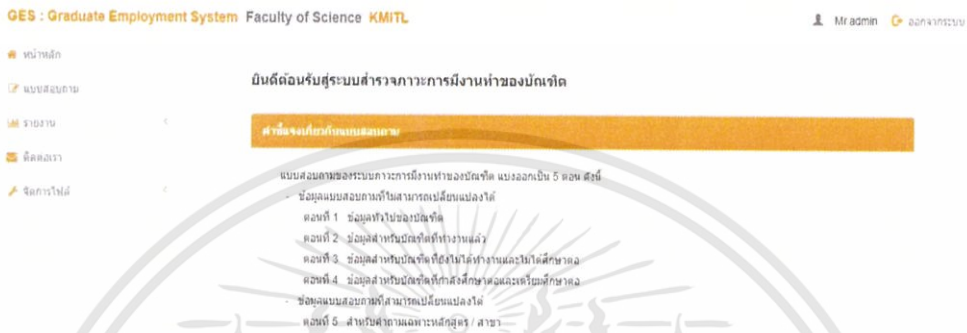 GES : Graduate Employment System Faculty of Science KMITL
Mr admin ออกจากระบบ
หน้าหลัก
แบบสอบถาม
รายงาน
ติดต่อเรา
จัดการไฟล์
ยินดีต้อนรับสู่ระบบสำรวจภาวะการมีงานทำของบัณฑิต
คำชี้แจงเกี่ยวกับแบบสอบถาม
แบบสอบถามของระบบภาวะการมีงานทำของบัณฑิต แบ่งออกเป็น 5 ตอน ดังนี้
- ข้อมูลแบบสอบถามที่ไม่สามารถเปลี่ยนแปลงได้
ตอนที่ 1 ข้อมูลทั่วไปของบัณฑิต
ตอนที่ 2 ข้อมูลสำหรับบัณฑิตที่ทำงานแล้ว
ตอนที่ 3 ข้อมูลสำหรับบัณฑิตที่ยังไม่ได้ทำงานและไม่ได้ศึกษาต่อ
ตอนที่ 4 ข้อมูลสำหรับบัณฑิตที่กำลังศึกษาต่อและเตรียมศึกษาต่อ
- ข้อมูลแบบสอบถามที่สามารถเปลี่ยนแปลงได้
ตอนที่ 5 สำหรับคำถามเฉพาะหลักสูตร / สาขา